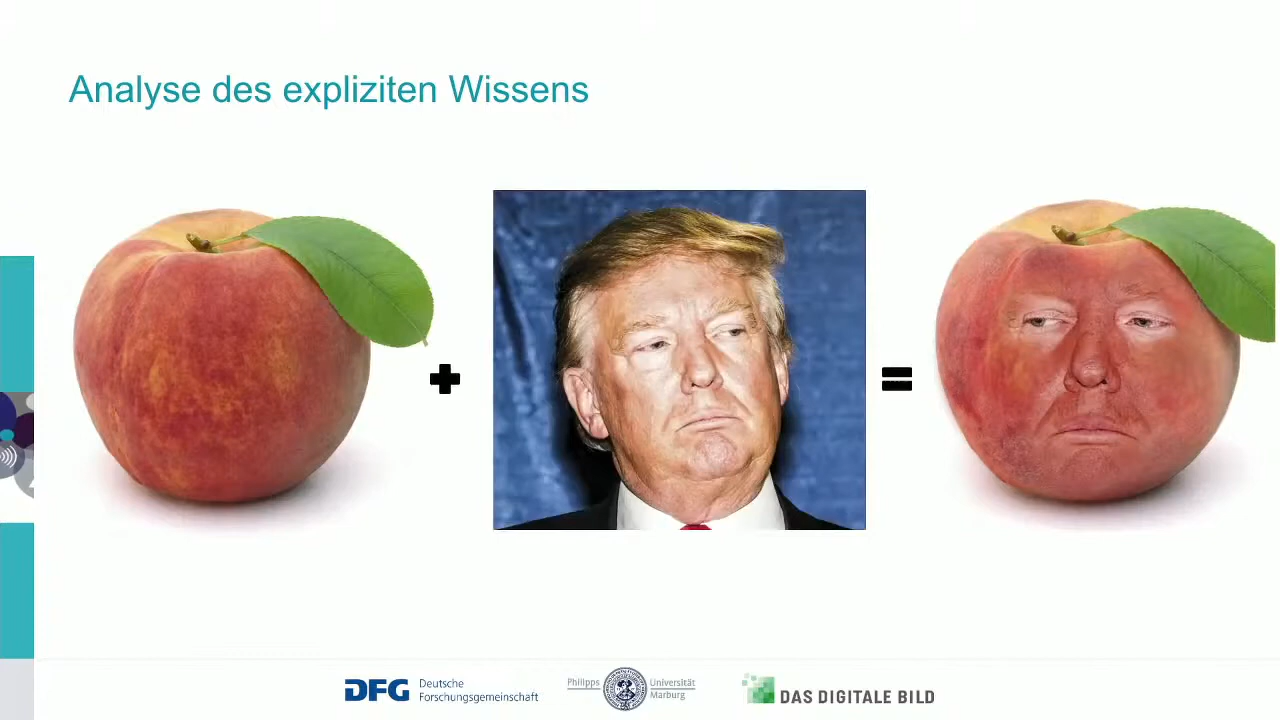 Analyse des expliziten Wissens
DFG Deutsche
Forschungsgemeinschaft
Philipps Universität
Marburg
DAS DIGITALE BILD